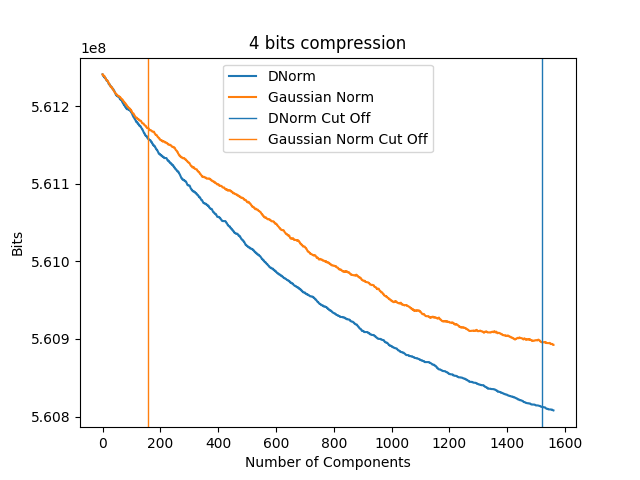 4 bits compression
1e8
DNorm
Gaussian Norm
DNorm Cut Off
Gaussian Norm Cut Off
5.612
5.611
5.610
5.609
5.608
Bits
0 200 400 600 800 1000 1200 1400 1600
Number of Components